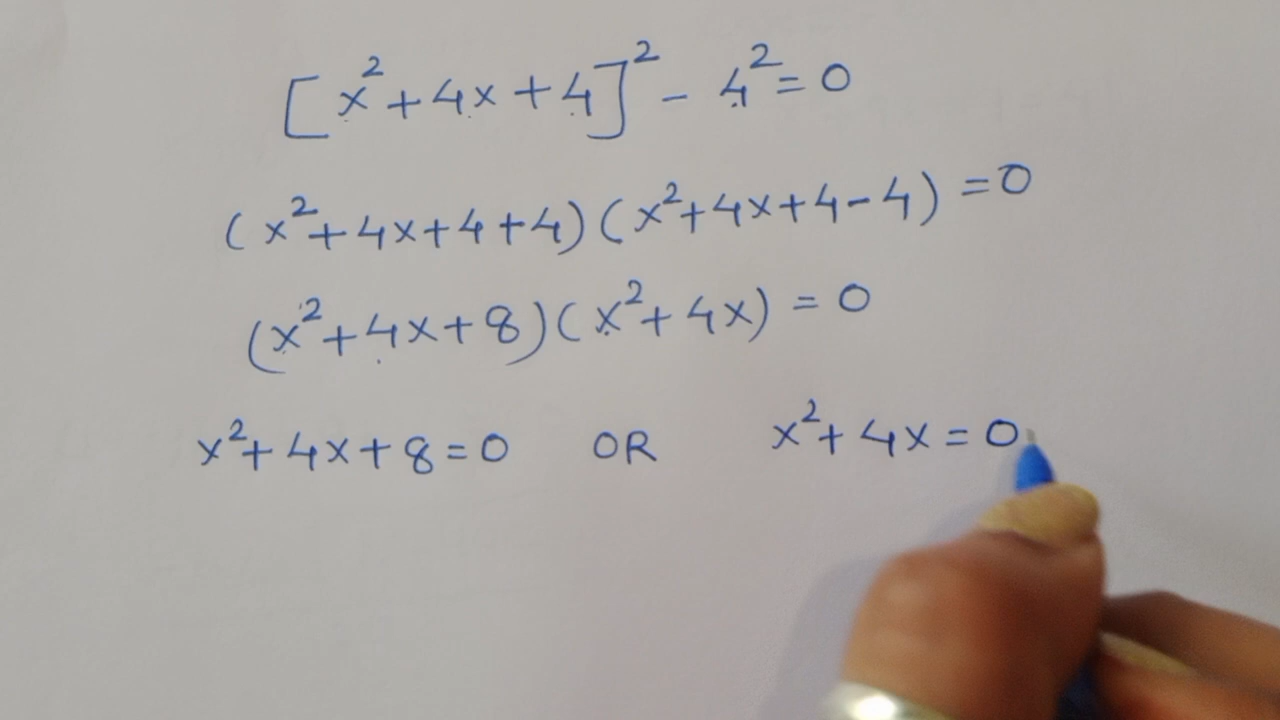 [x²+4x+4]² - 4² = 0
(x²+4x+4+4)(x²+4x+4-4) = 0
(x²+4x+8)(x²+4x) = 0
x²+4x+8=0 OR x²+4x=0